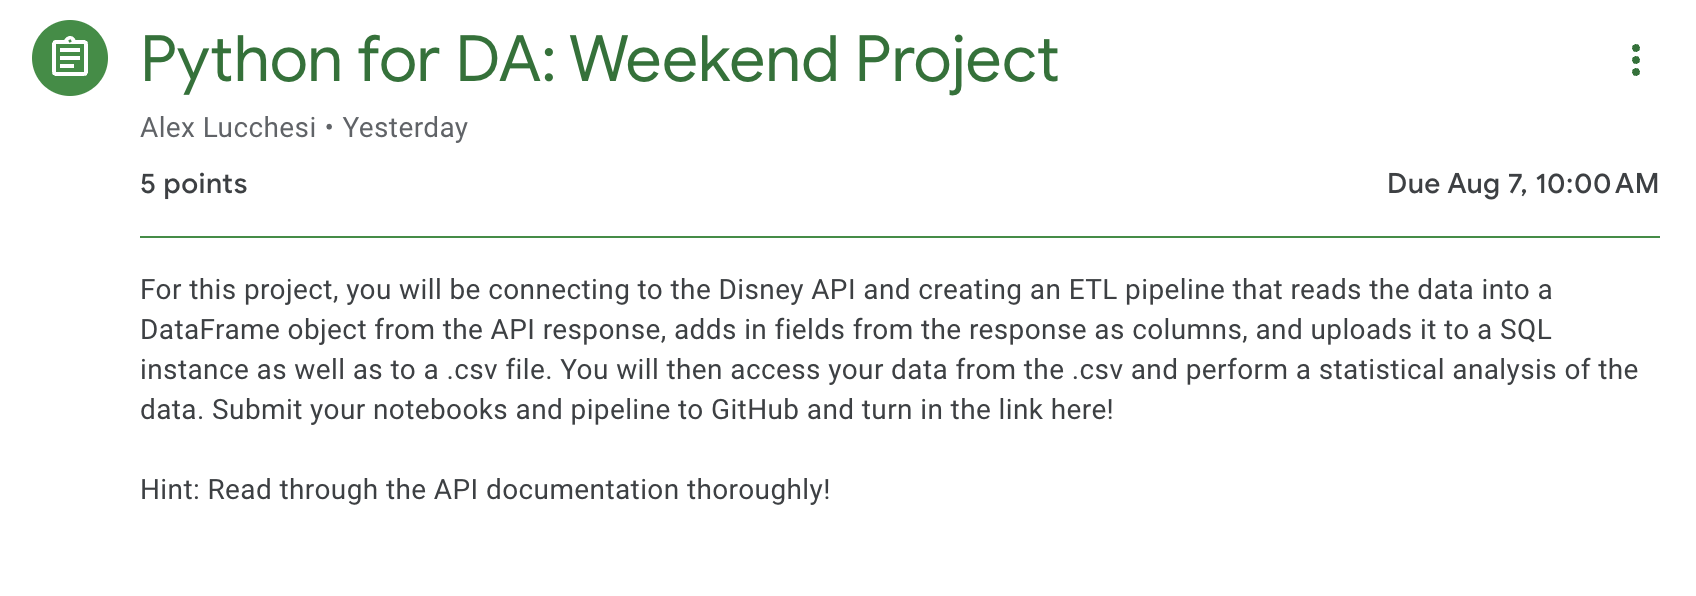 Python for DA: Weekend Project
Alex Lucchesi • Yesterday
5 points
Due Aug 7, 10:00 AM
For this project, you will be connecting to the Disney API and creating an ETL pipeline that reads the data into a
DataFrame object from the API response, adds in fields from the response as columns, and uploads it to a SQL
instance as well as to a .csv file. You will then access your data from the .csv and perform a statistical analysis of the
data. Submit your notebooks and pipeline to GitHub and turn in the link here!
Hint: Read through the API documentation thoroughly!